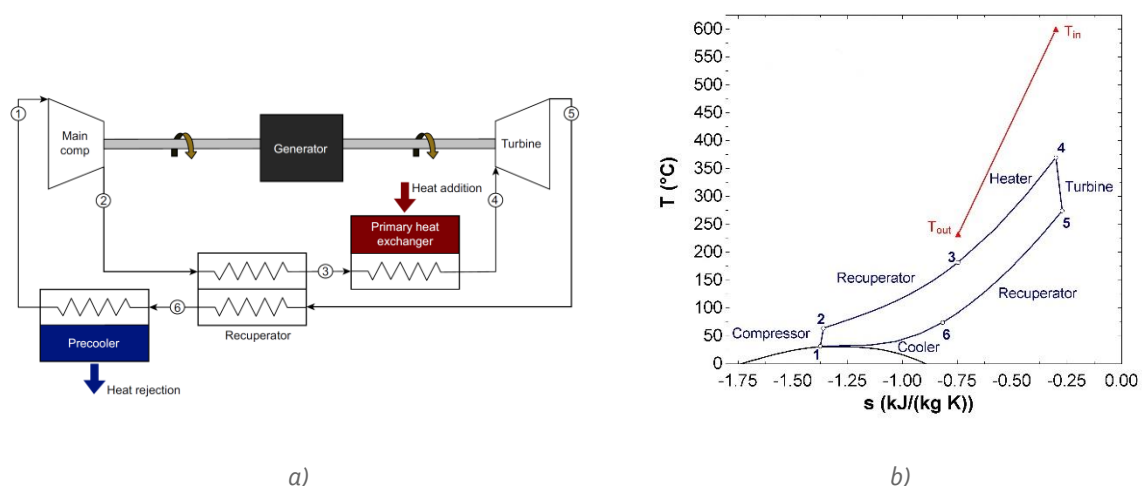 1
5
Main
comp
Generator
Turbine
2
Heat addition
4
Primary heat
exchanger
3
6
Recuperator
Precooler
Heat rejection
a)
600
550
500
450
400
350
300
250
200
150
100
50
0
T (°C)
T_in
4
Heater
Turbine
5
T_out
3
Recuperator
Recuperator
2
6
Compressor
1
Cooler
-1.75
-1.50
-1.25
-1.00
-0.75
-0.50
-0.25
0.00
s (kJ/(kg K))
b)